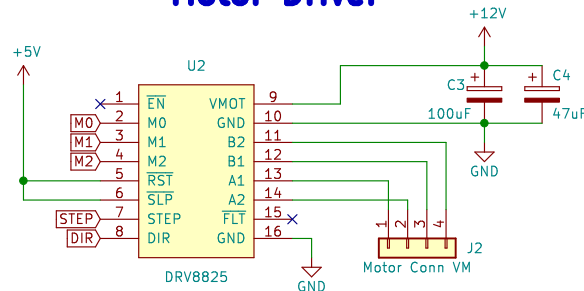 Motor Driver
+12V
+5V
U2
C3
C4
100uF
47uF
GND
1 EN VMOT 9
M0 2 M0 GND 10
M1 3 M1 B2 11
M2 4 M2 B1 12
5 RST A1 13
6 SLP A2 14
STEP 7 STEP FLT 15
DIR 8 DIR GND 16
1 2 3 4
J2
Motor Conn VM
DRV8825
GND